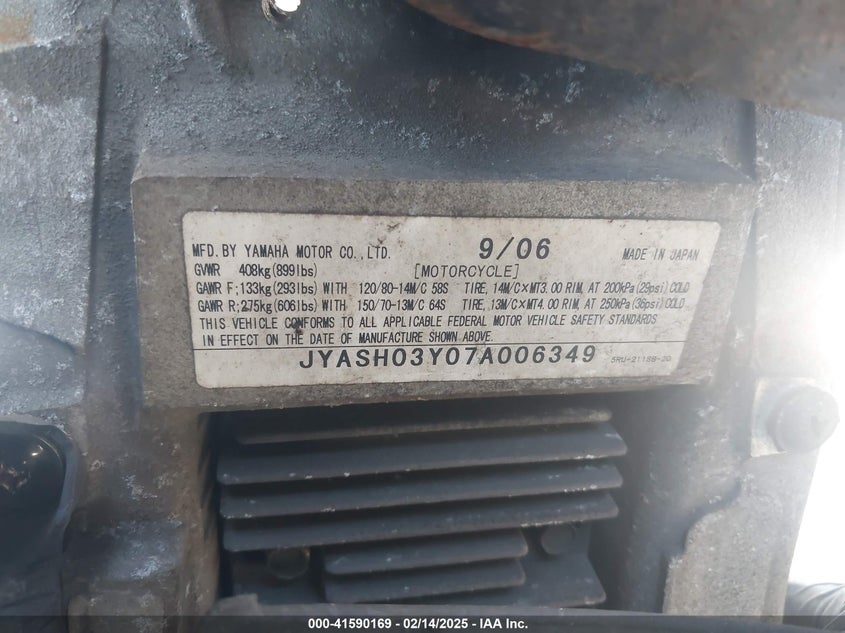 MFD. BY YAMAHA MOTOR CO., LTD. 9/06 MADE IN JAPAN
GVWR 408kg(899lbs) [MOTORCYCLE]
GAWR F;133kg(293lbs) WITH 120/80-14M/C 58S TIRE, 14M/C×MT3.00 RIM, AT 200kPa(29psi)COLD
GAWR R;275kg(606lbs) WITH 150/70-13M/C 64S TIRE, 13M/C×MT4.00 RIM, AT 250kPa(36psi)COLD
THIS VEHICLE CONFORMS TO ALL APPLICABLE FEDERAL MOTOR VEHICLE SAFETY STANDARDS
IN EFFECT ON THE DATE OF MANUFACTURE SHOWN ABOVE.
JYASH03Y07A006349 5RU-2118B-20
000-41590169 - 02/14/2025 - IAA Inc.